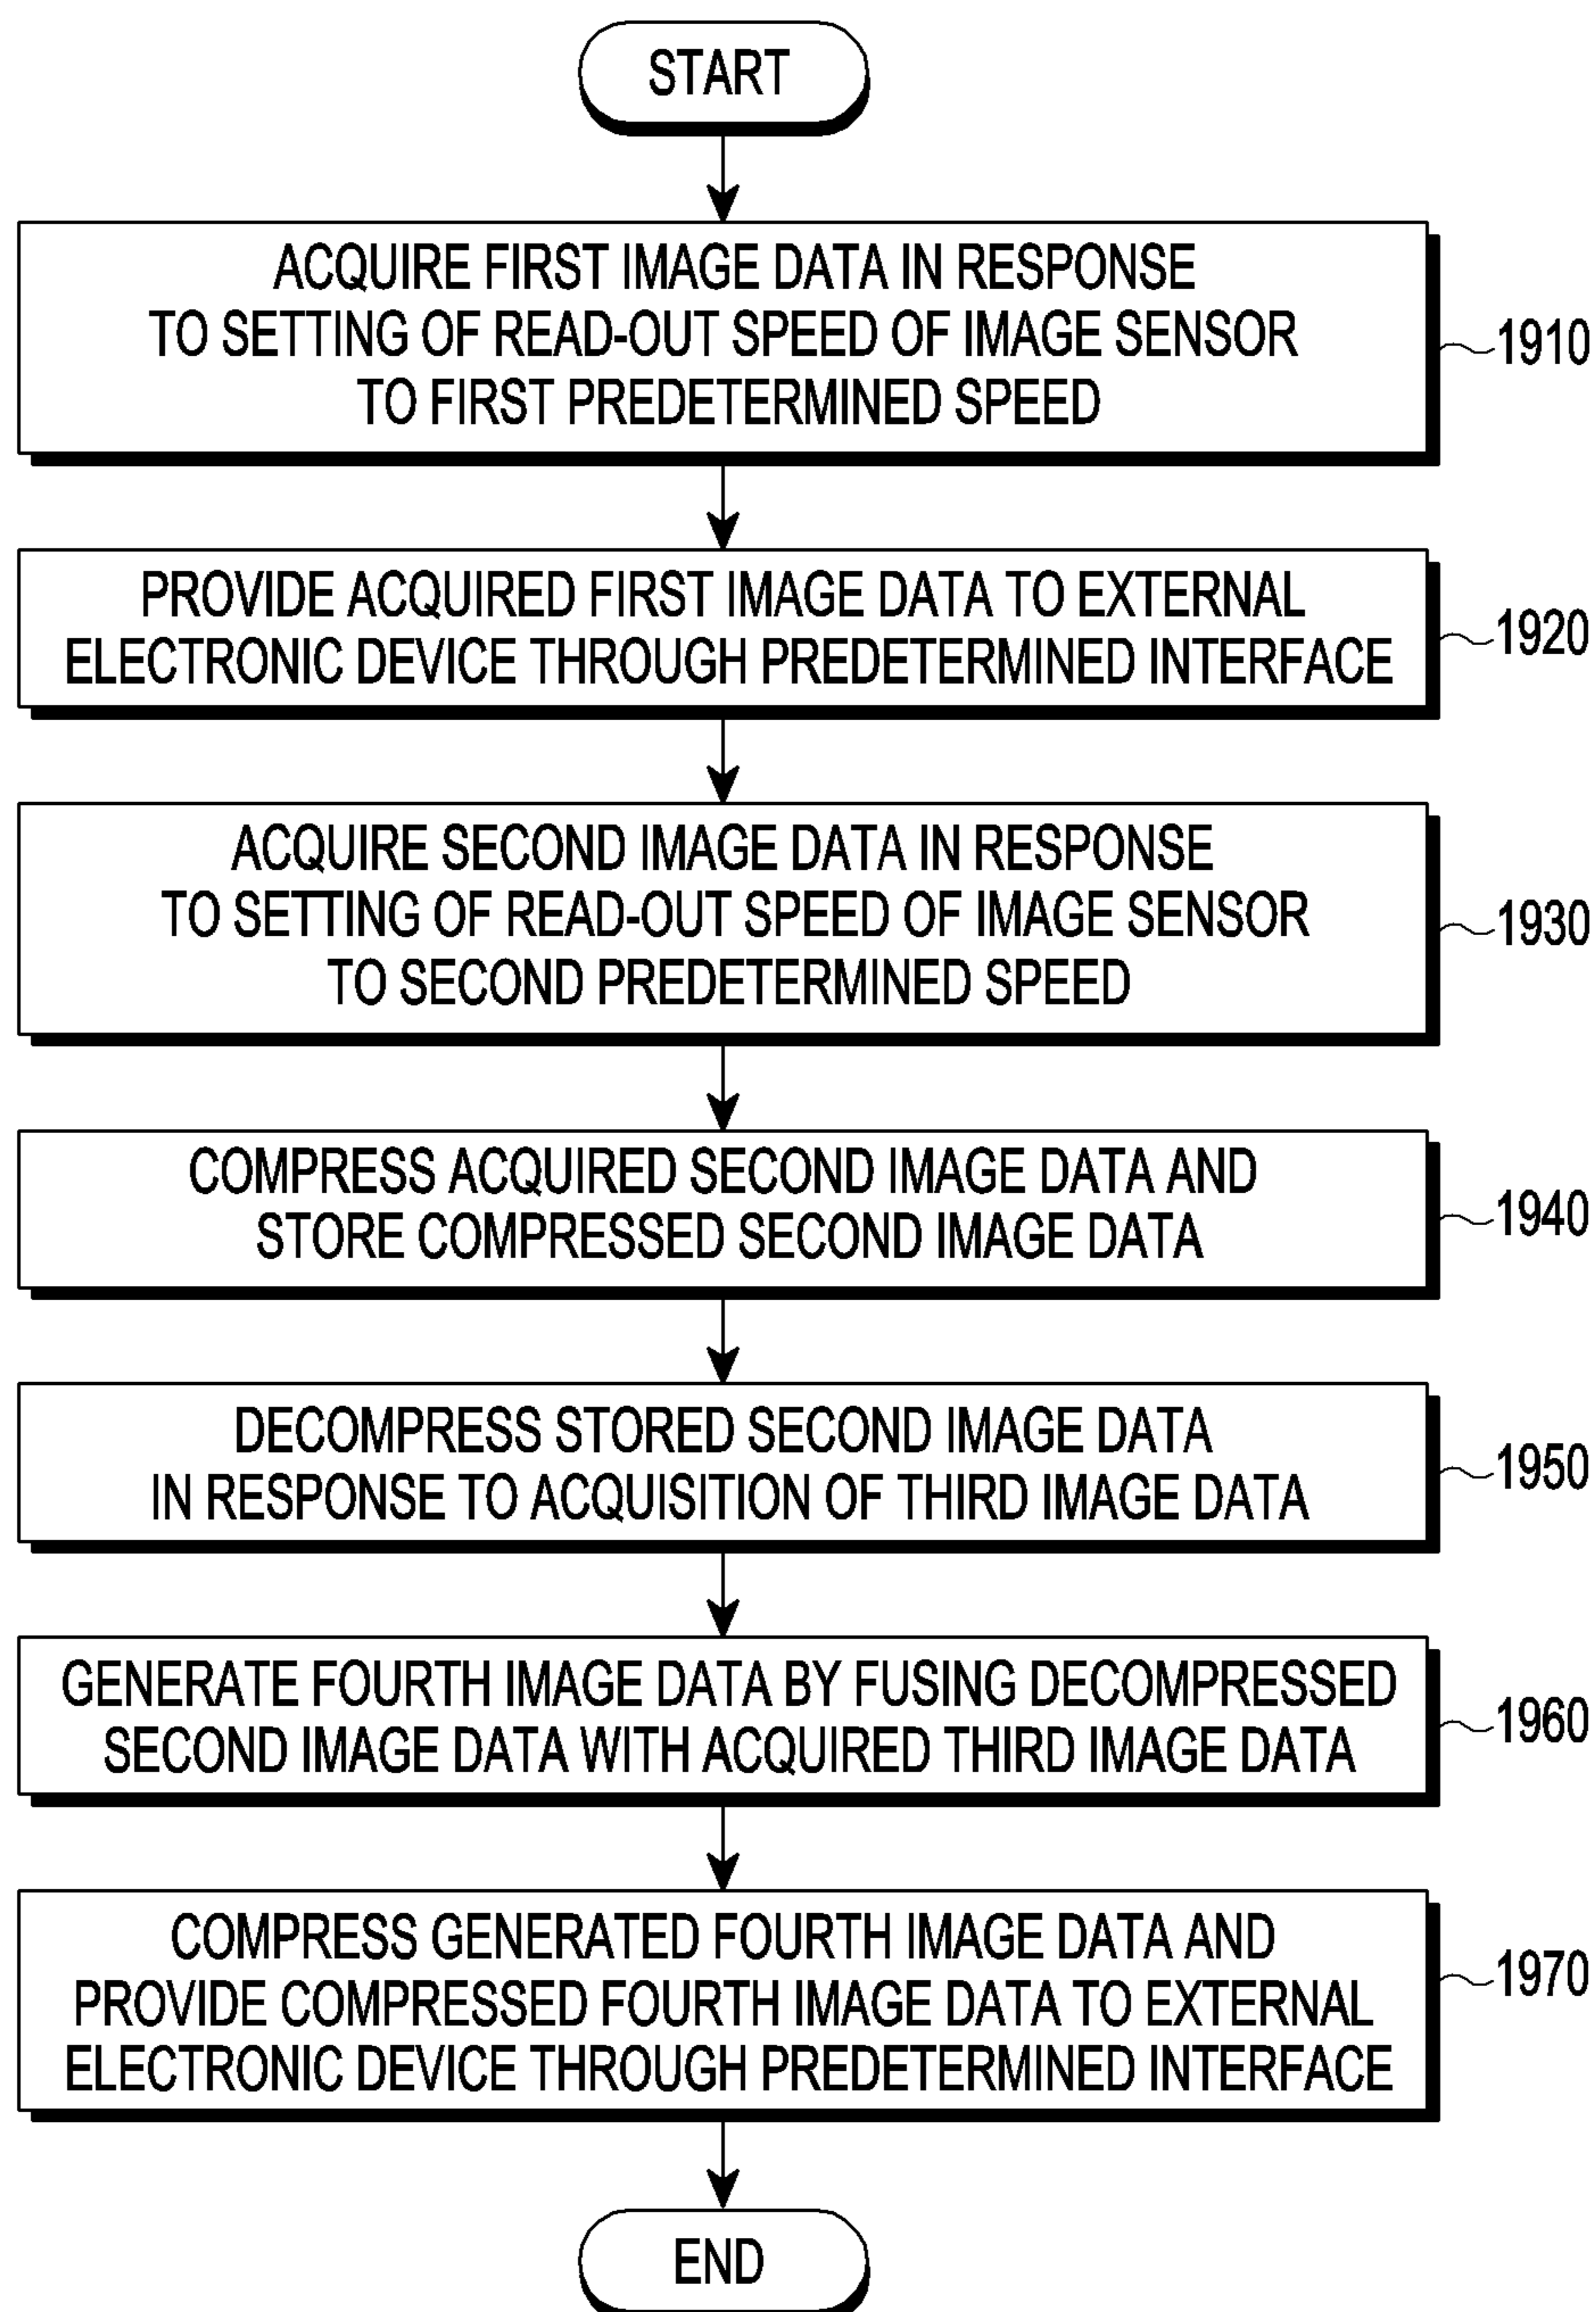 START
ACQUIRE FIRST IMAGE DATA IN RESPONSE
TO SETTING OF READ-OUT SPEED OF IMAGE SENSOR
TO FIRST PREDETERMINED SPEED
1910
PROVIDE ACQUIRED FIRST IMAGE DATA TO EXTERNAL
ELECTRONIC DEVICE THROUGH PREDETERMINED INTERFACE
1920
ACQUIRE SECOND IMAGE DATA IN RESPONSE
TO SETTING OF READ-OUT SPEED OF IMAGE SENSOR
TO SECOND PREDETERMINED SPEED
1930
COMPRESS ACQUIRED SECOND IMAGE DATA AND
STORE COMPRESSED SECOND IMAGE DATA
1940
DECOMPRESS STORED SECOND IMAGE DATA
IN RESPONSE TO ACQUISITION OF THIRD IMAGE DATA
1950
GENERATE FOURTH IMAGE DATA BY FUSING DECOMPRESSED
SECOND IMAGE DATA WITH ACQUIRED THIRD IMAGE DATA
1960
COMPRESS GENERATED FOURTH IMAGE DATA AND
PROVIDE COMPRESSED FOURTH IMAGE DATA TO EXTERNAL
ELECTRONIC DEVICE THROUGH PREDETERMINED INTERFACE
1970
END